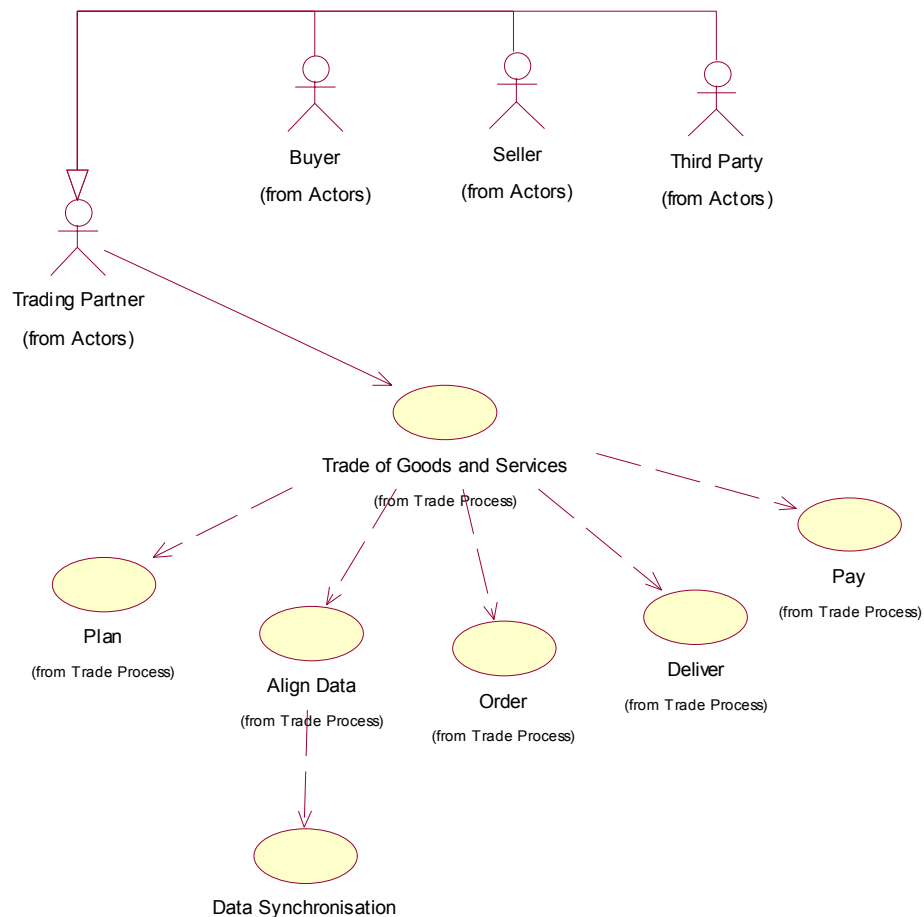 Buyer
(from Actors)
Seller
(from Actors)
Third Party
(from Actors)
Trading Partner
(from Actors)
Trade of Goods and Services
(from Trade Process)
Pay
(from Trade Process)
Plan
(from Trade Process)
Align Data
(from Trade Process)
Order
(from Trade Process)
Deliver
(from Trade Process)
Data Synchronisation